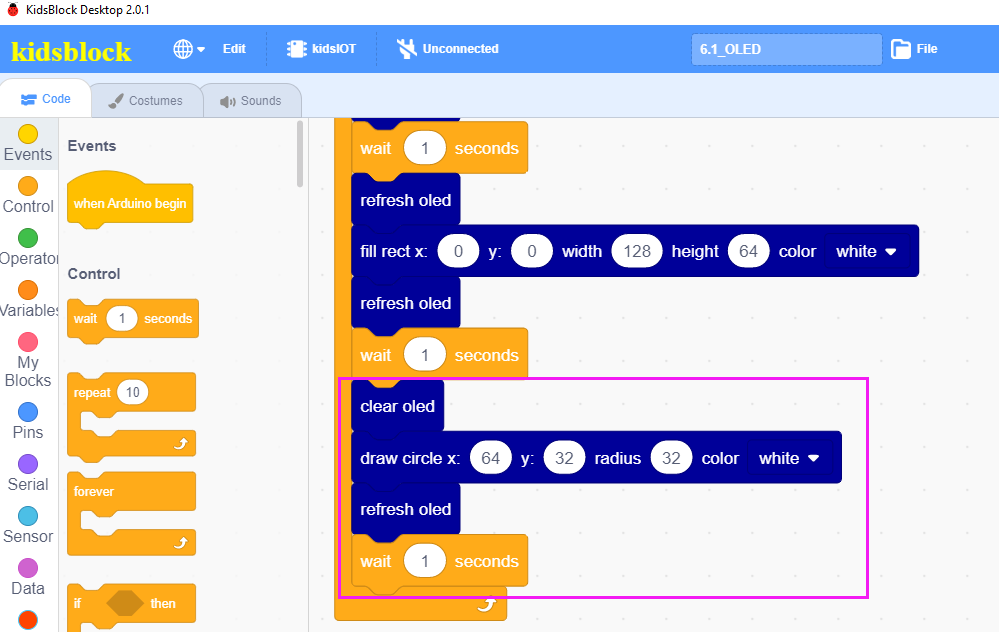 KidsBlock Desktop 2.0.1
kidsblock Edit kidsIOT Unconnected 6.1_OLED File
Code Costumes Sounds
Events
Control
Operator
Variables
My
Blocks
Pins
Serial
Sensor
Data
Events
when Arduino begin
Control
wait 1 seconds
repeat 10
forever
if then
wait 1 seconds
refresh oled
fill rect x: 0 y: 0 width 128 height 64 color white
refresh oled
wait 1 seconds
clear oled
draw circle x: 64 y: 32 radius 32 color white
refresh oled
wait 1 seconds